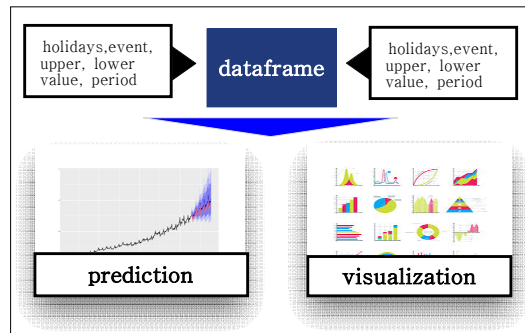 holidays,event,
upper, lower
value, period
dataframe
holidays,event,
upper, lower
value, period
prediction
visualization